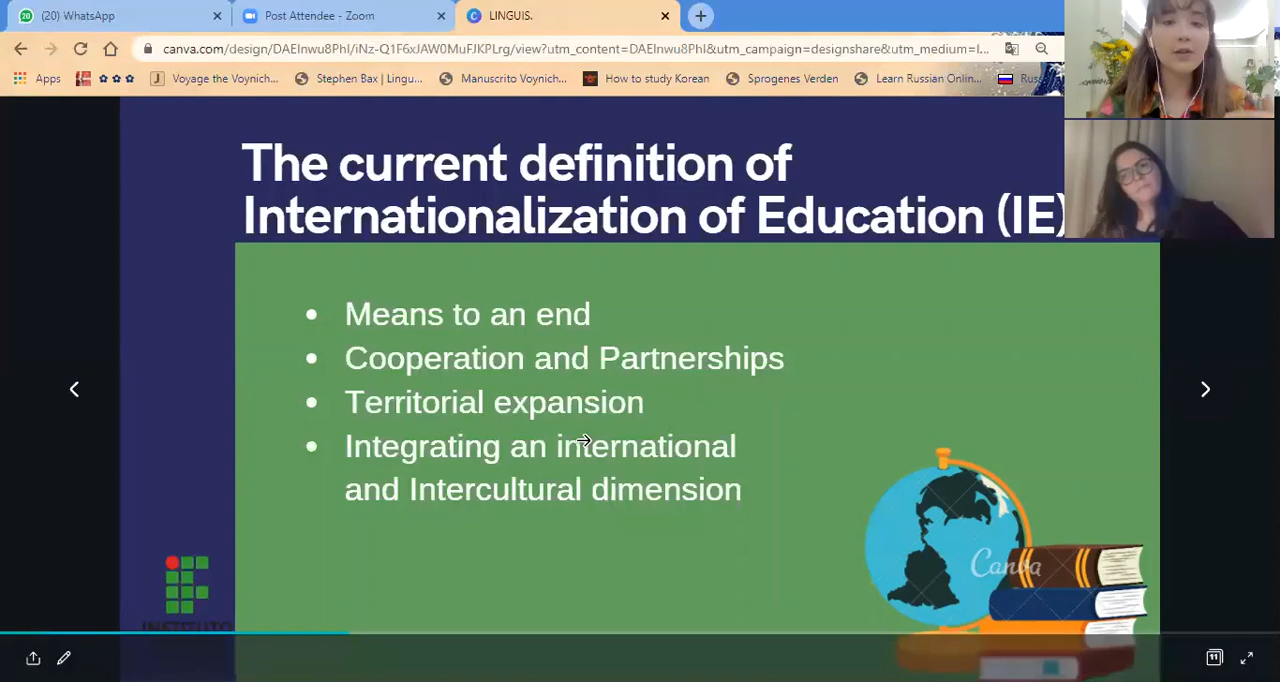 (20) WhatsApp
Post Attendee - Zoom
LINGUIS.
canva.com/design/DAEInwu8PhI/iNz-Q1F6xJAW0MuFJKPLrg/view?utm_content=DAEInwu8PhI&utm_campaign=designshare&utm_medium=l...
Apps
Voyage the Voynich...
Stephen Bax | Lingu...
Manuscrito Voynich...
How to study Korean
Sprogenes Verden
Learn Russian Onlin...
The current definition of
Internationalization of Education (IE)
• Means to an end
• Cooperation and Partnerships
• Territorial expansion
• Integrating an international
and Intercultural dimension
Canva
INSTITUTO
11